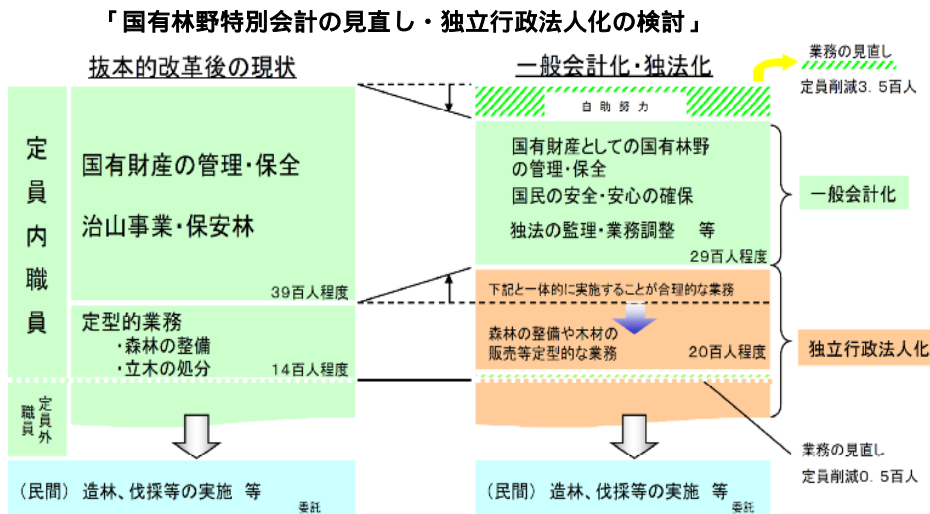 「国有林野特別会計の見直し・独立行政法人化の検討」
抜本的改革後の現状
定員内職員
国有財産の管理・保全
治山事業・保安林
39百人程度
定型的業務
・森林の整備
・立木の処分
14百人程度
定員外
職員
(民間) 造林、伐採等の実施 等
委託
一般会計化・独法化
自助努力
国有財産としての国有林野
の管理・保全
国民の安全・安心の確保
独法の監理・業務調整 等
29百人程度
下記と一体的に実施することが合理的な業務
森林の整備や木材の
販売等定型的な業務
20百人程度
(民間) 造林、伐採等の実施 等
委託
業務の見直し
定員削減3.5百人
一般会計化
独立行政法人化
業務の見直し
定員削減0.5百人